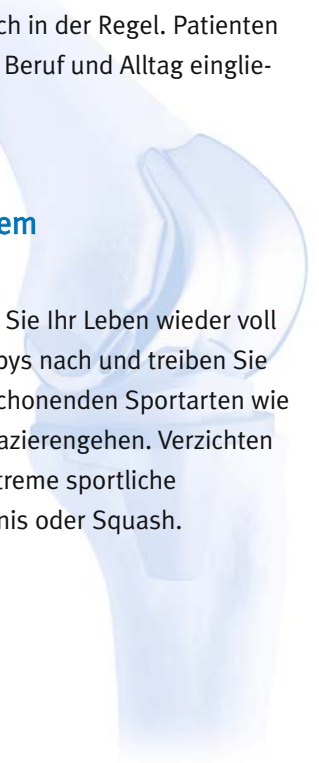 ch in der Regel. Patienten
Beruf und Alltag einglie-
em
Sie Ihr Leben wieder voll
bys nach und treiben Sie
chonenden Sportarten wie
azierengehen. Verzichten
treme sportliche
nis oder Squash.